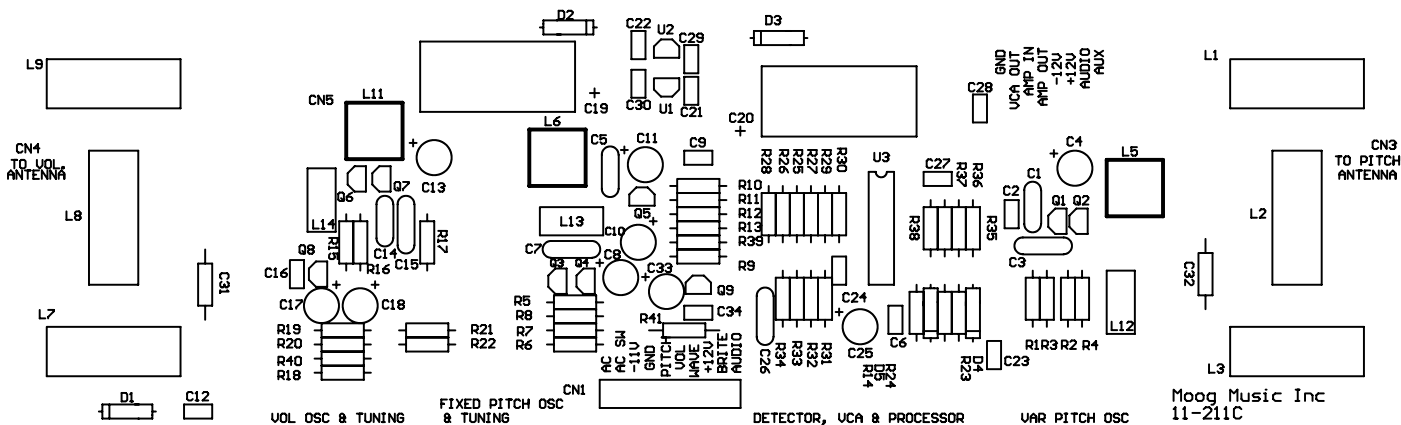 D2
C22
U2
C29
D3
L9
L1
GND
VCA OUT
AMP IN
AMP OUT
-12V
+12V
AUDIO
AUX
CN5
L11
C19
C30
U1
C21
C28
C20
CN4
TO VOL.
ANTENNA
L6
C5
C11
C9
R28
R26
R25
R27
R29
R30
U3
C27
R37
R36
C4
L5
CN3
TO PITCH
ANTENNA
C13
Q6
Q7
R10
R11
R12
R13
R39
R9
C2
C1
Q1
Q2
L8
L14
R15
C14
C15
R17
L13
Q5
C10
R38
R35
L2
Q8
R16
C7
Q3
Q4
C8
C33
C3
C16
C31
C32
C17
C18
Q9
C34
C24
L7
R5
R8
R7
R6
R41
C6
L12
R19
R20
R40
R18
R21
R22
C26
R34
R33
R32
R31
C25
R14
D5
R24
R23
D4
C23
R1
R3
R2
R4
L3
AC
AC SW
-11V
GND
PITCH
VOL
WAVE
+12V
BRITE
AUDIO
CN1
D1
C12
VOL OSC & TUNING
FIXED PITCH OSC
& TUNING
DETECTOR, VCA & PROCESSOR
VAR PITCH OSC
Moog Music Inc
11-211C